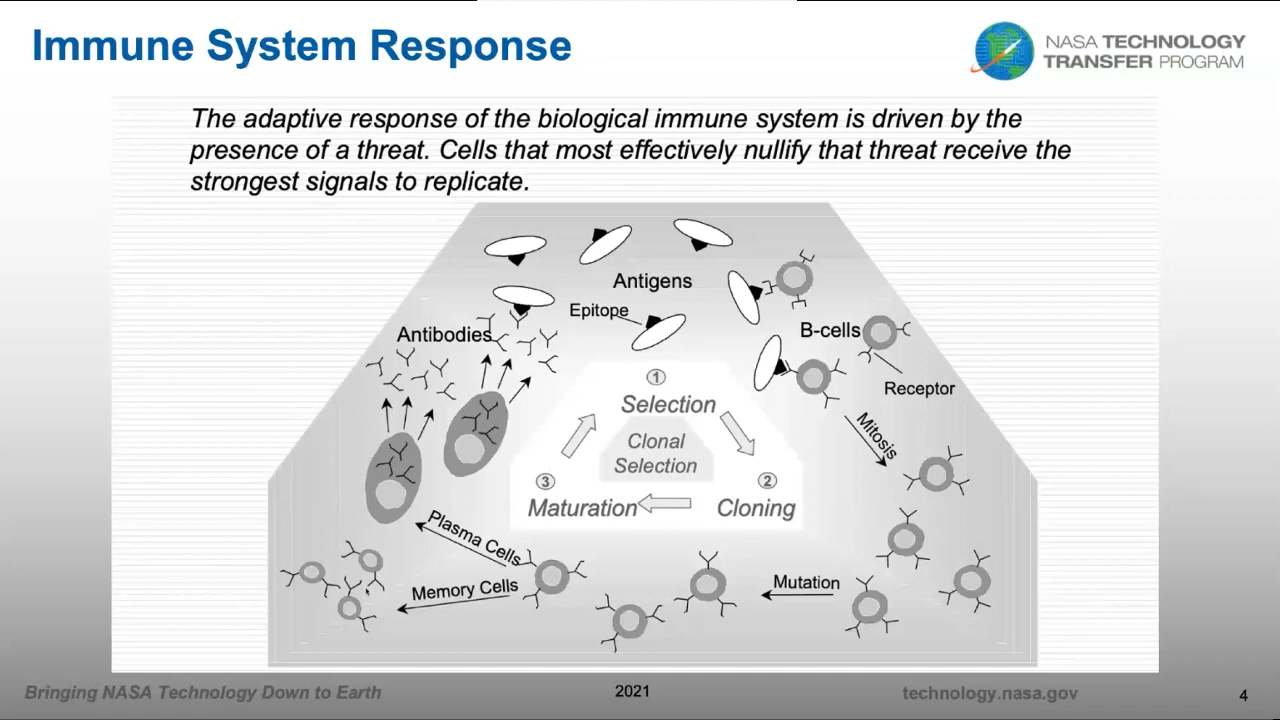 Immune System Response
NASA TECHNOLOGY
TRANSFER PROGRAM
The adaptive response of the biological immune system is driven by the
presence of a threat. Cells that most effectively nullify that threat receive the
strongest signals to replicate.
Antigens
Epitope
Antibodies
B-cells
Receptor
1
Selection
Mitosis
Clonal
Selection
3
2
Maturation
Cloning
Plasma Cells
Memory Cells
Mutation
Bringing NASA Technology Down to Earth
2021
technology.nasa.gov
4